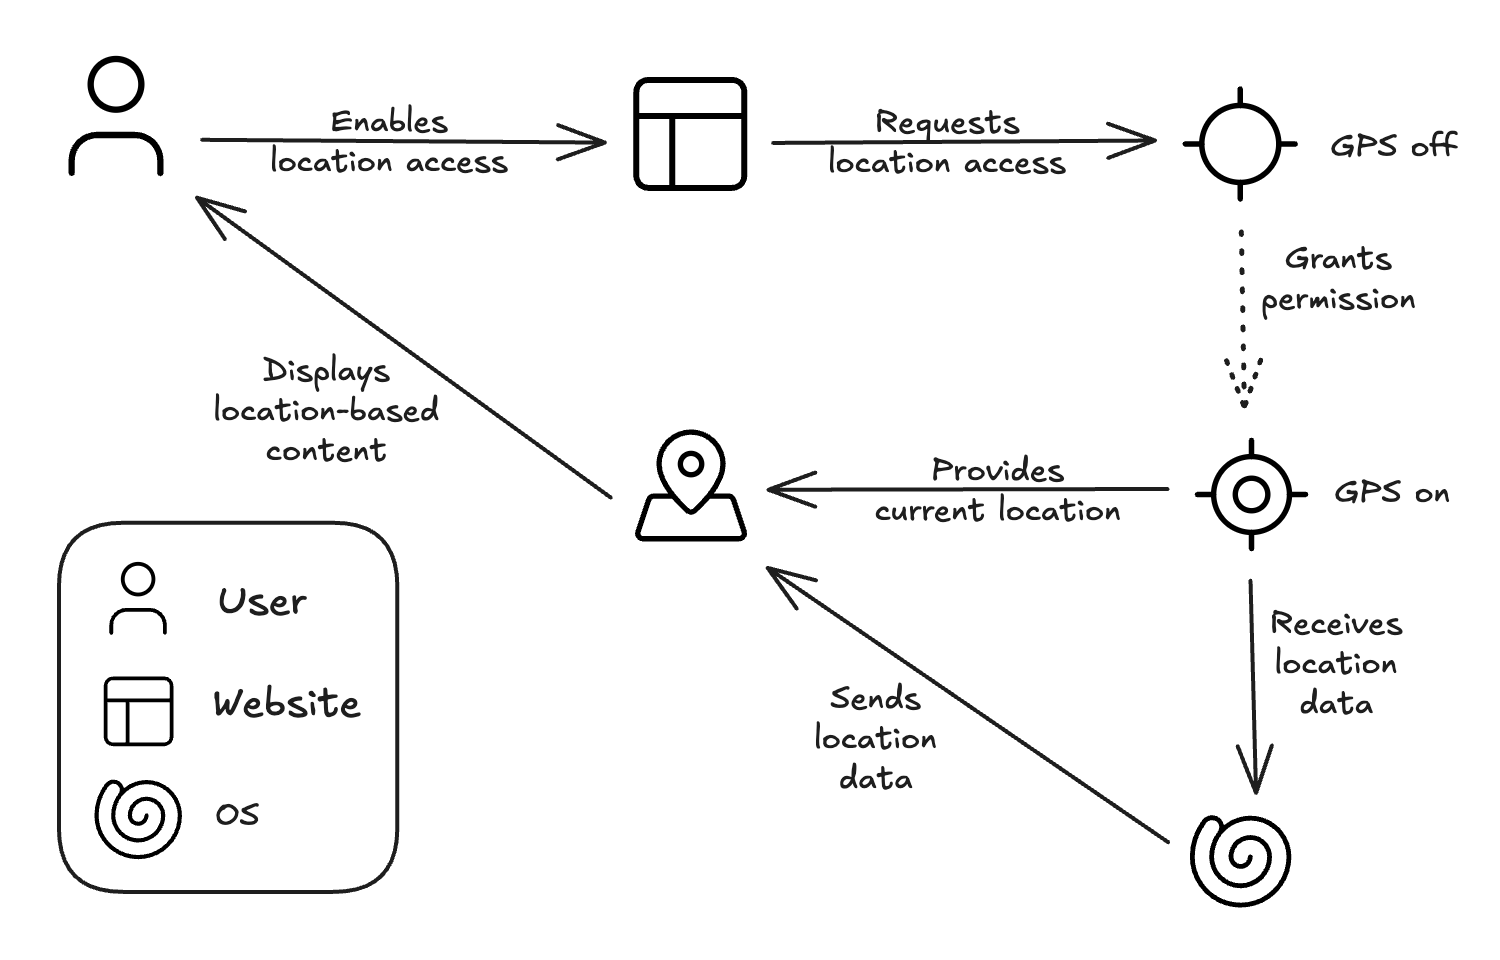 Enables
location access
Requests
location access
GPS off
Grants
permission
Displays
location-based
content
Provides
current location
GPS on
Receives
location
data
Sends
location
data
User
Website
OS